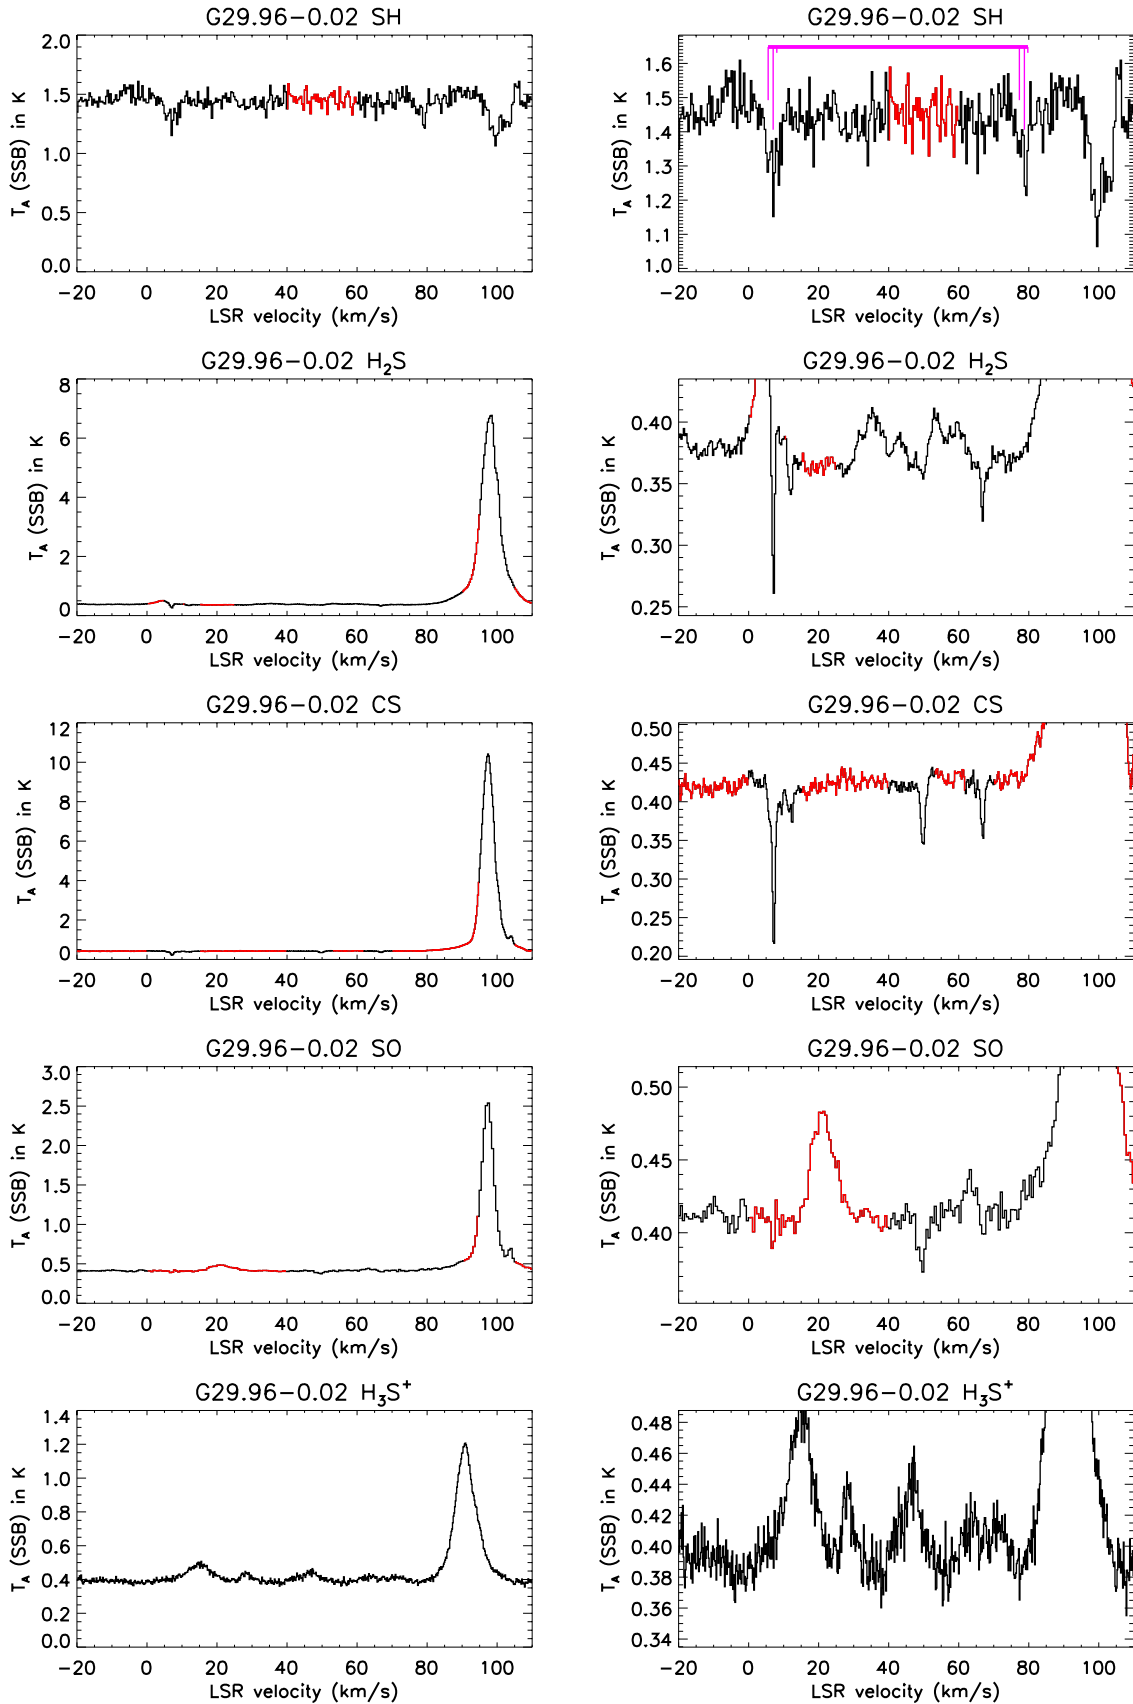 G29.96−0.02 SH
T_A (SSB) in K
2.0
1.5
1.0
0.5
0.0
−20 0 20 40 60 80 100
LSR velocity (km/s)
G29.96−0.02 SH
T_A (SSB) in K
1.6
1.5
1.4
1.3
1.2
1.1
1.0
−20 0 20 40 60 80 100
LSR velocity (km/s)
G29.96−0.02 H₂S
T_A (SSB) in K
8
6
4
2
0
−20 0 20 40 60 80 100
LSR velocity (km/s)
G29.96−0.02 H₂S
T_A (SSB) in K
0.40
0.35
0.30
0.25
−20 0 20 40 60 80 100
LSR velocity (km/s)
G29.96−0.02 CS
T_A (SSB) in K
12
10
8
6
4
2
0
−20 0 20 40 60 80 100
LSR velocity (km/s)
G29.96−0.02 CS
T_A (SSB) in K
0.50
0.45
0.40
0.35
0.30
0.25
0.20
−20 0 20 40 60 80 100
LSR velocity (km/s)
G29.96−0.02 SO
T_A (SSB) in K
3.0
2.5
2.0
1.5
1.0
0.5
0.0
−20 0 20 40 60 80 100
LSR velocity (km/s)
G29.96−0.02 SO
T_A (SSB) in K
0.50
0.45
0.40
−20 0 20 40 60 80 100
LSR velocity (km/s)
G29.96−0.02 H₃S⁺
T_A (SSB) in K
1.4
1.2
1.0
0.8
0.6
0.4
0.2
0.0
−20 0 20 40 60 80 100
LSR velocity (km/s)
G29.96−0.02 H₃S⁺
T_A (SSB) in K
0.48
0.46
0.44
0.42
0.40
0.38
0.36
0.34
−20 0 20 40 60 80 100
LSR velocity (km/s)